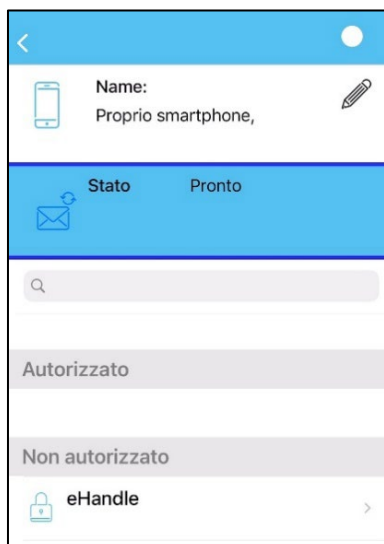 Name:
Proprio smartphone,
Stato Pronto
Autorizzato
Non autorizzato
eHandle